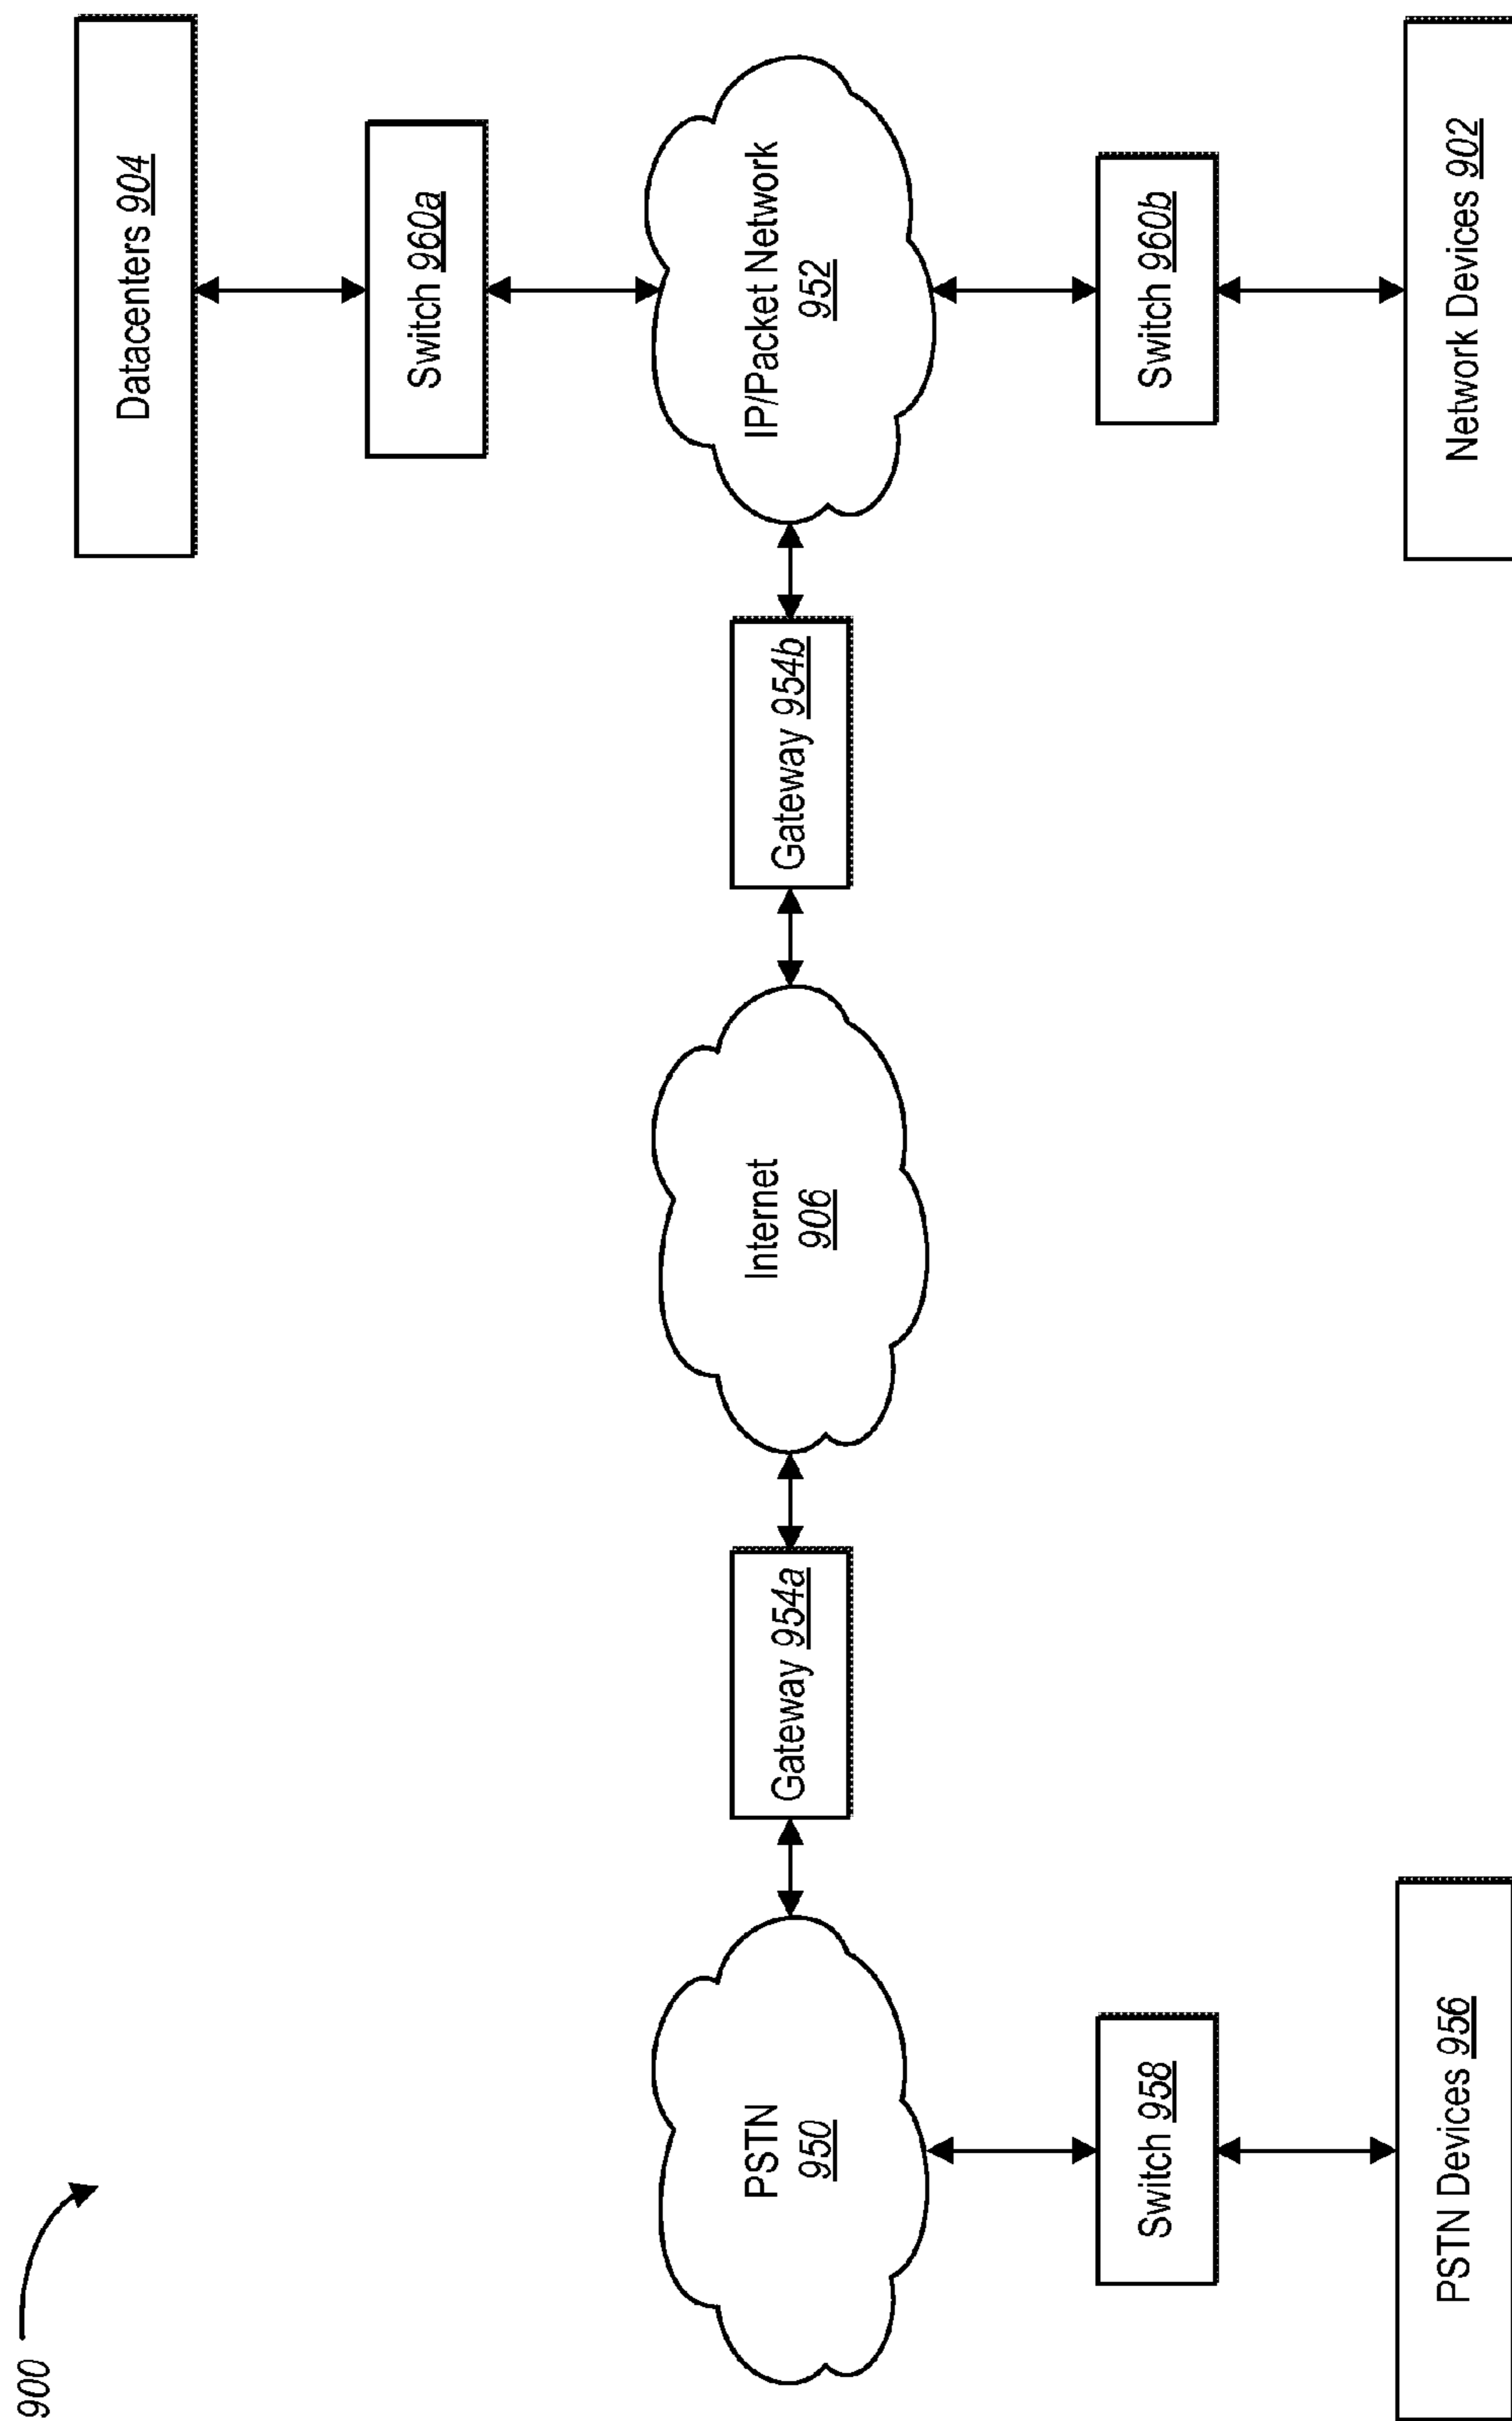 900
Datacenters 904
Switch 960a
PSTN
950
Gateway 954a
Internet
906
Gateway 954b
IP/Packet Network
952
Switch 958
Switch 960b
PSTN Devices 956
Network Devices 902